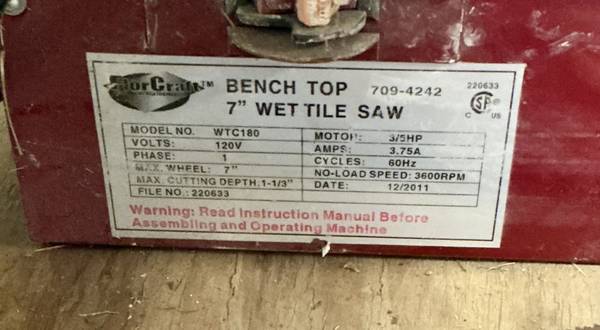 BENCH TOP 709-4242
220633
7" WET TILE SAW
C US
MODEL NO. WTC180
VOLTS: 120V
PHASE: 1
MAX. WHEEL: 7"
MAX. CUTTING DEPTH: 1-1/3"
FILE NO.: 220633
MOTOR: 3/5HP
AMPS: 3.75A
CYCLES: 60Hz
NO-LOAD SPEED: 3600RPM
DATE: 12/2011
Warning: Read Instruction Manual Before
Assembling and Operating Machine